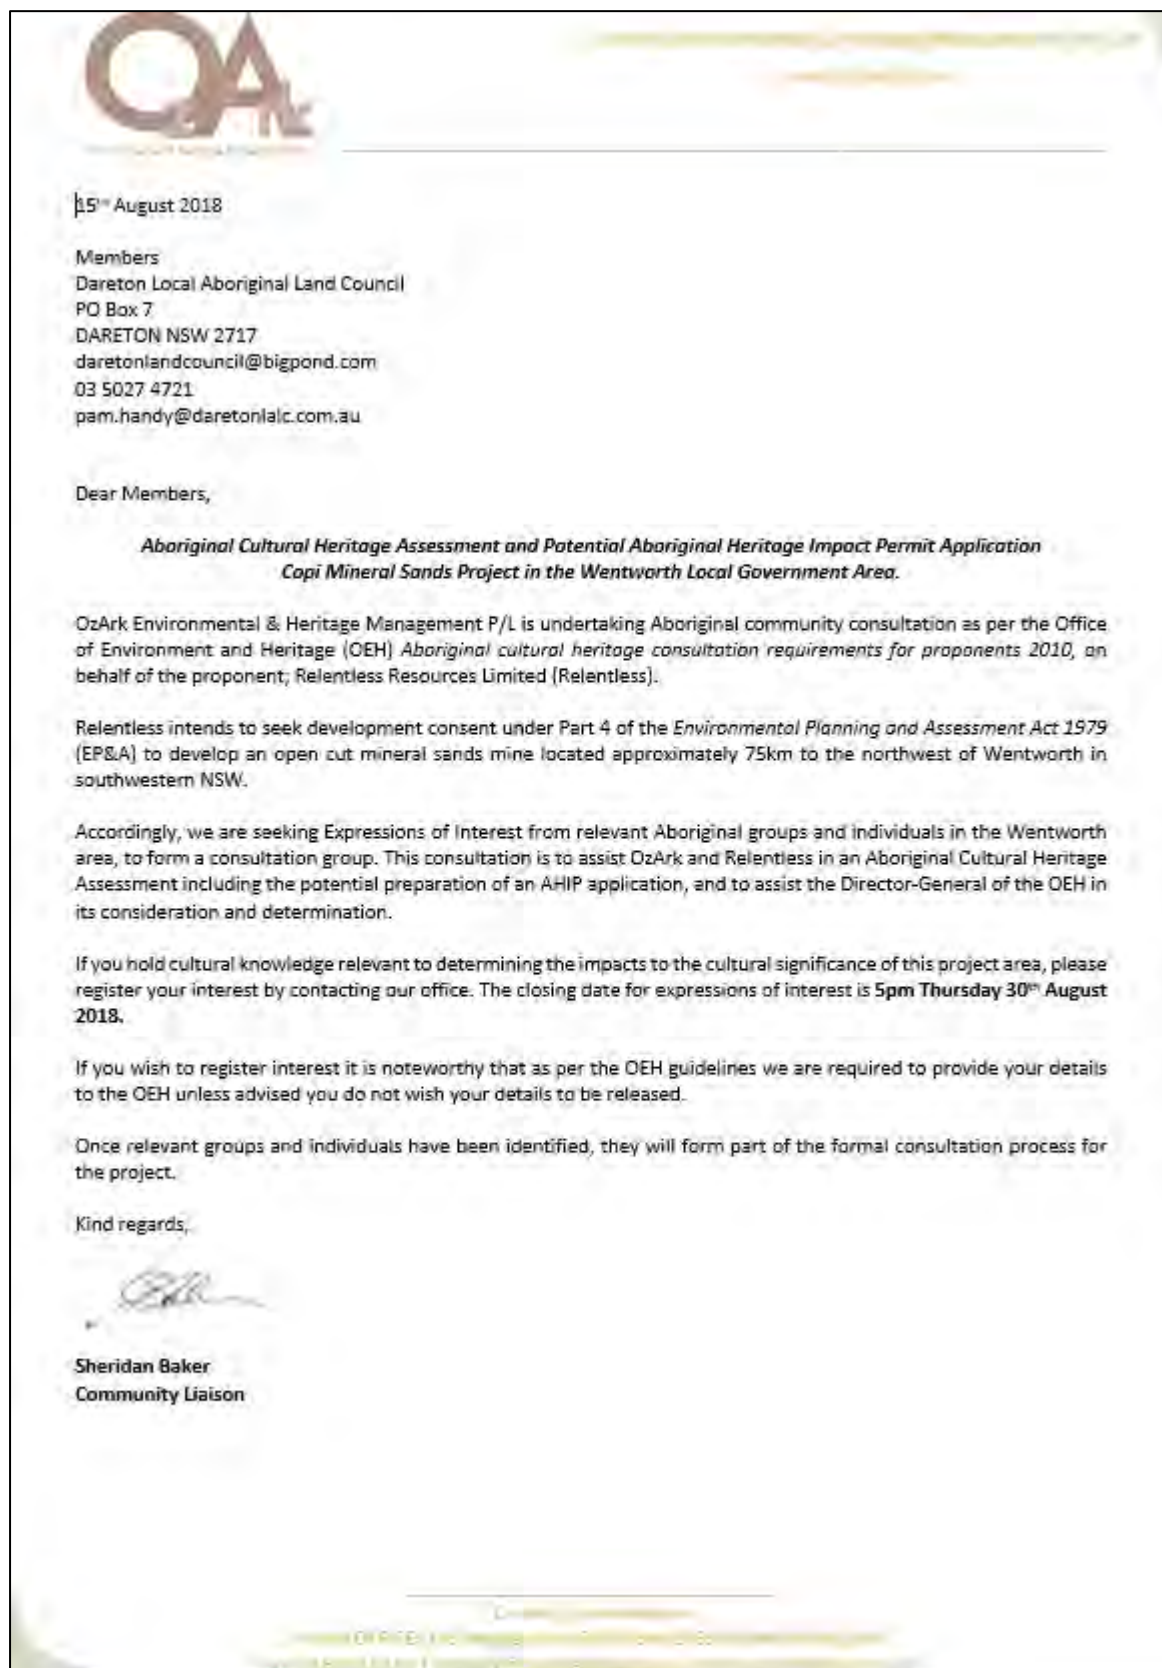 OA
15th August 2018
Members
Dareton Local Aboriginal Land Council
PO Box 7
DARETON NSW 2717
daretonlandcouncil@bigpond.com
03 5027 4721
pam.handy@daretonlalc.com.au
Dear Members,
Aboriginal Cultural Heritage Assessment and Potential Aboriginal Heritage Impact Permit Application
Copi Mineral Sands Project in the Wentworth Local Government Area.
OzArk Environmental & Heritage Management P/L is undertaking Aboriginal community consultation as per the Office
of Environment and Heritage (OEH) Aboriginal cultural heritage consultation requirements for proponents 2010, on
behalf of the proponent; Relentless Resources Limited (Relentless).
Relentless intends to seek development consent under Part 4 of the Environmental Planning and Assessment Act 1979
(EP&A) to develop an open cut mineral sands mine located approximately 75km to the northwest of Wentworth in
southwestern NSW.
Accordingly, we are seeking Expressions of Interest from relevant Aboriginal groups and individuals in the Wentworth
area, to form a consultation group. This consultation is to assist OzArk and Relentless in an Aboriginal Cultural Heritage
Assessment including the potential preparation of an AHIP application, and to assist the Director-General of the OEH in
its consideration and determination.
If you hold cultural knowledge relevant to determining the impacts to the cultural significance of this project area, please
register your interest by contacting our office. The closing date for expressions of interest is 5pm Thursday 30th August
2018.
If you wish to register interest it is noteworthy that as per the OEH guidelines we are required to provide your details
to the OEH unless advised you do not wish your details to be released.
Once relevant groups and individuals have been identified, they will form part of the formal consultation process for
the project.
Kind regards,
Sheridan Baker
Community Liaison